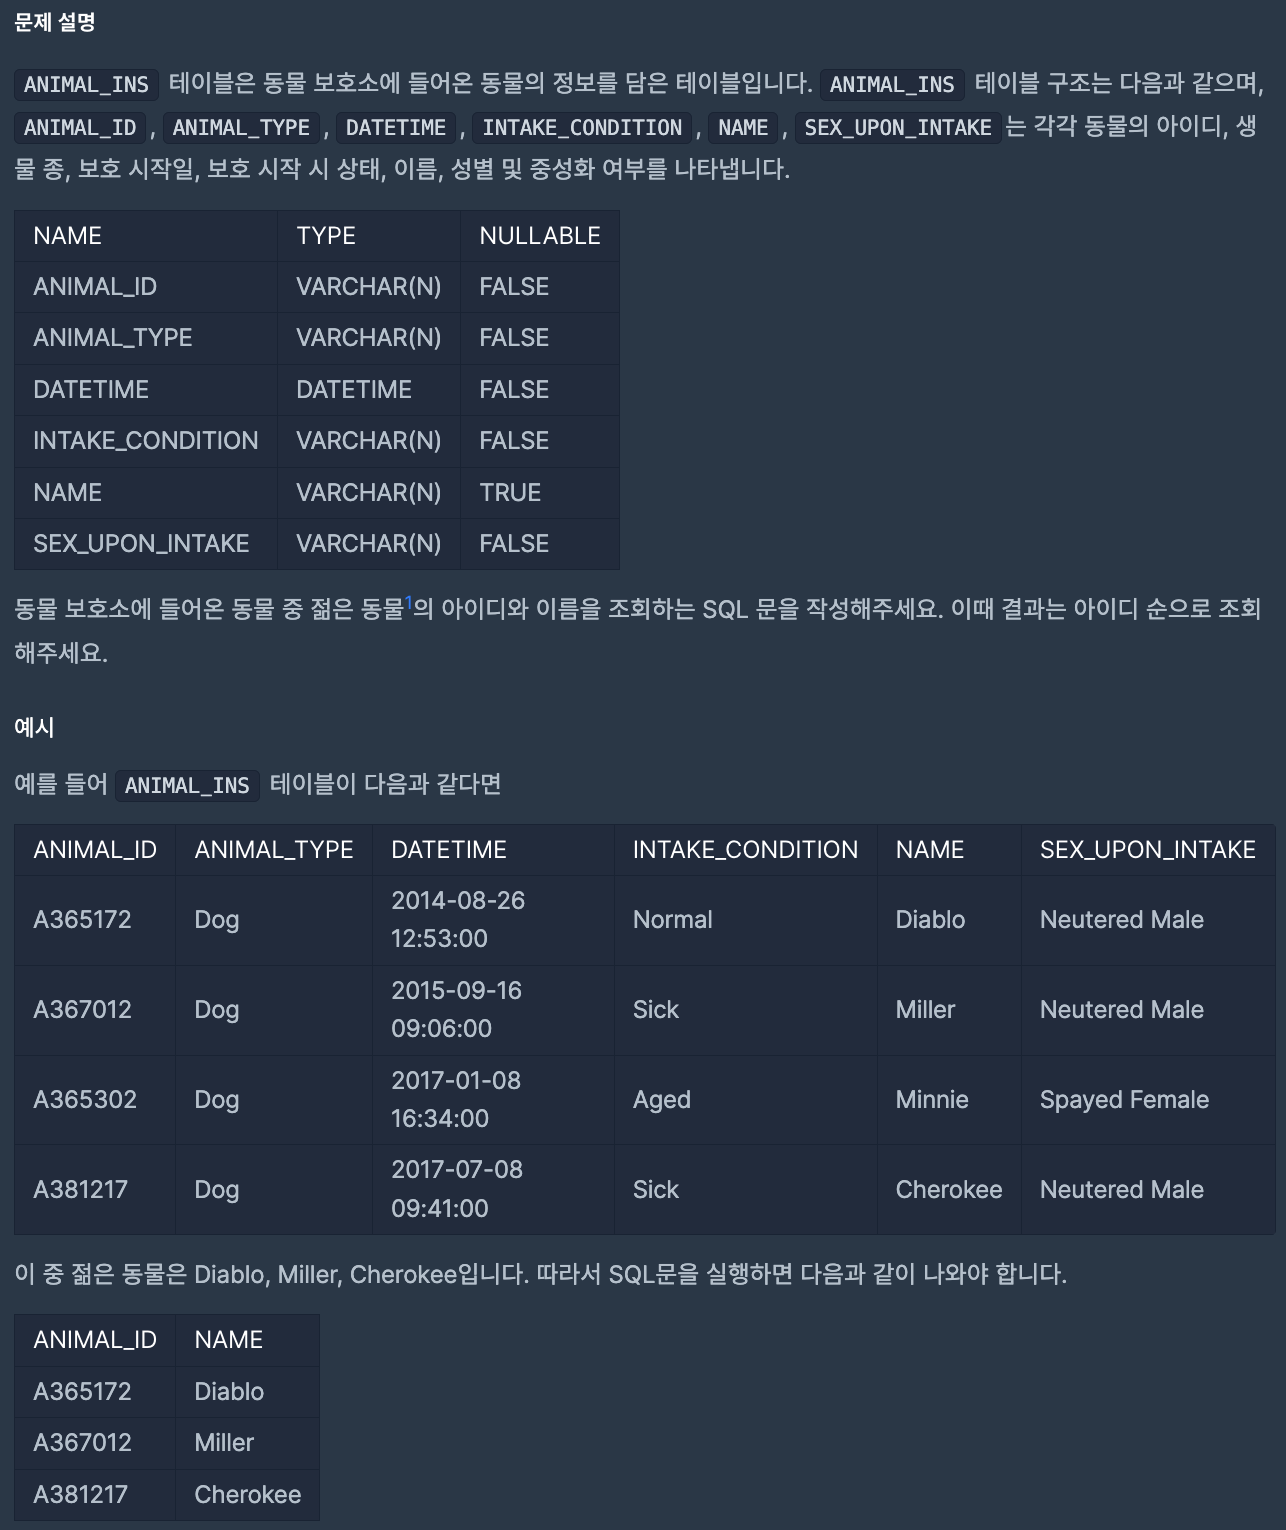 문제 설명
ANIMAL_INS 테이블은 동물 보호소에 들어온 동물의 정보를 담은 테이블입니다. ANIMAL_INS 테이블 구조는 다음과 같으며,
ANIMAL_ID, ANIMAL_TYPE, DATETIME, INTAKE_CONDITION, NAME, SEX_UPON_INTAKE는 각각 동물의 아이디, 생
물 종, 보호 시작일, 보호 시작 시 상태, 이름, 성별 및 중성화 여부를 나타냅니다.
NAME TYPE NULLABLE
ANIMAL_ID VARCHAR(N) FALSE
ANIMAL_TYPE VARCHAR(N) FALSE
DATETIME DATETIME FALSE
INTAKE_CONDITION VARCHAR(N) FALSE
NAME VARCHAR(N) TRUE
SEX_UPON_INTAKE VARCHAR(N) FALSE
동물 보호소에 들어온 동물 중 젊은 동물1의 아이디와 이름을 조회하는 SQL 문을 작성해주세요. 이때 결과는 아이디 순으로 조회
해주세요.
예시
예를 들어 ANIMAL_INS 테이블이 다음과 같다면
ANIMAL_ID ANIMAL_TYPE DATETIME INTAKE_CONDITION NAME SEX_UPON_INTAKE
A365172 Dog 2014-08-26 12:53:00 Normal Diablo Neutered Male
A367012 Dog 2015-09-16 09:06:00 Sick Miller Neutered Male
A365302 Dog 2017-01-08 16:34:00 Aged Minnie Spayed Female
A381217 Dog 2017-07-08 09:41:00 Sick Cherokee Neutered Male
이 중 젊은 동물은 Diablo, Miller, Cherokee입니다. 따라서 SQL문을 실행하면 다음과 같이 나와야 합니다.
ANIMAL_ID NAME
A365172 Diablo
A367012 Miller
A381217 Cherokee